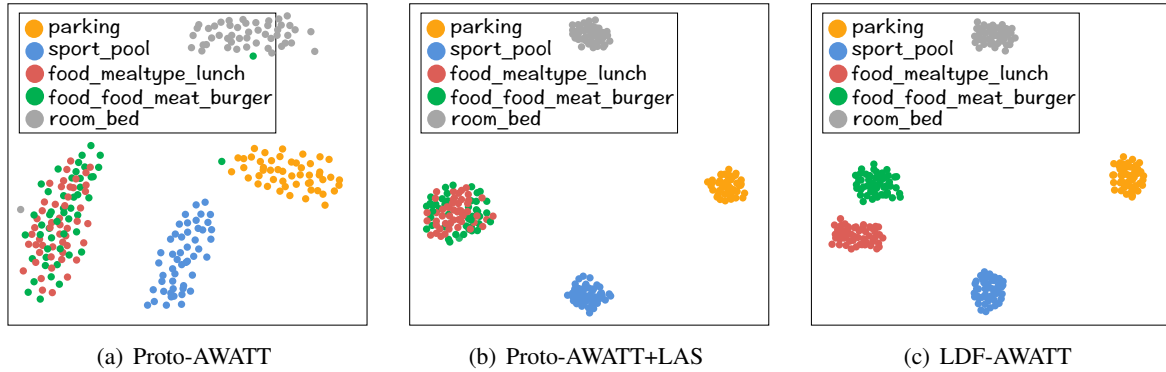 parking
sport_pool
food_mealtype_lunch
food_food_meat_burger
room_bed
(a) Proto-AWATT
parking
sport_pool
food_mealtype_lunch
food_food_meat_burger
room_bed
(b) Proto-AWATT+LAS
parking
sport_pool
food_mealtype_lunch
food_food_meat_burger
room_bed
(c) LDF-AWATT